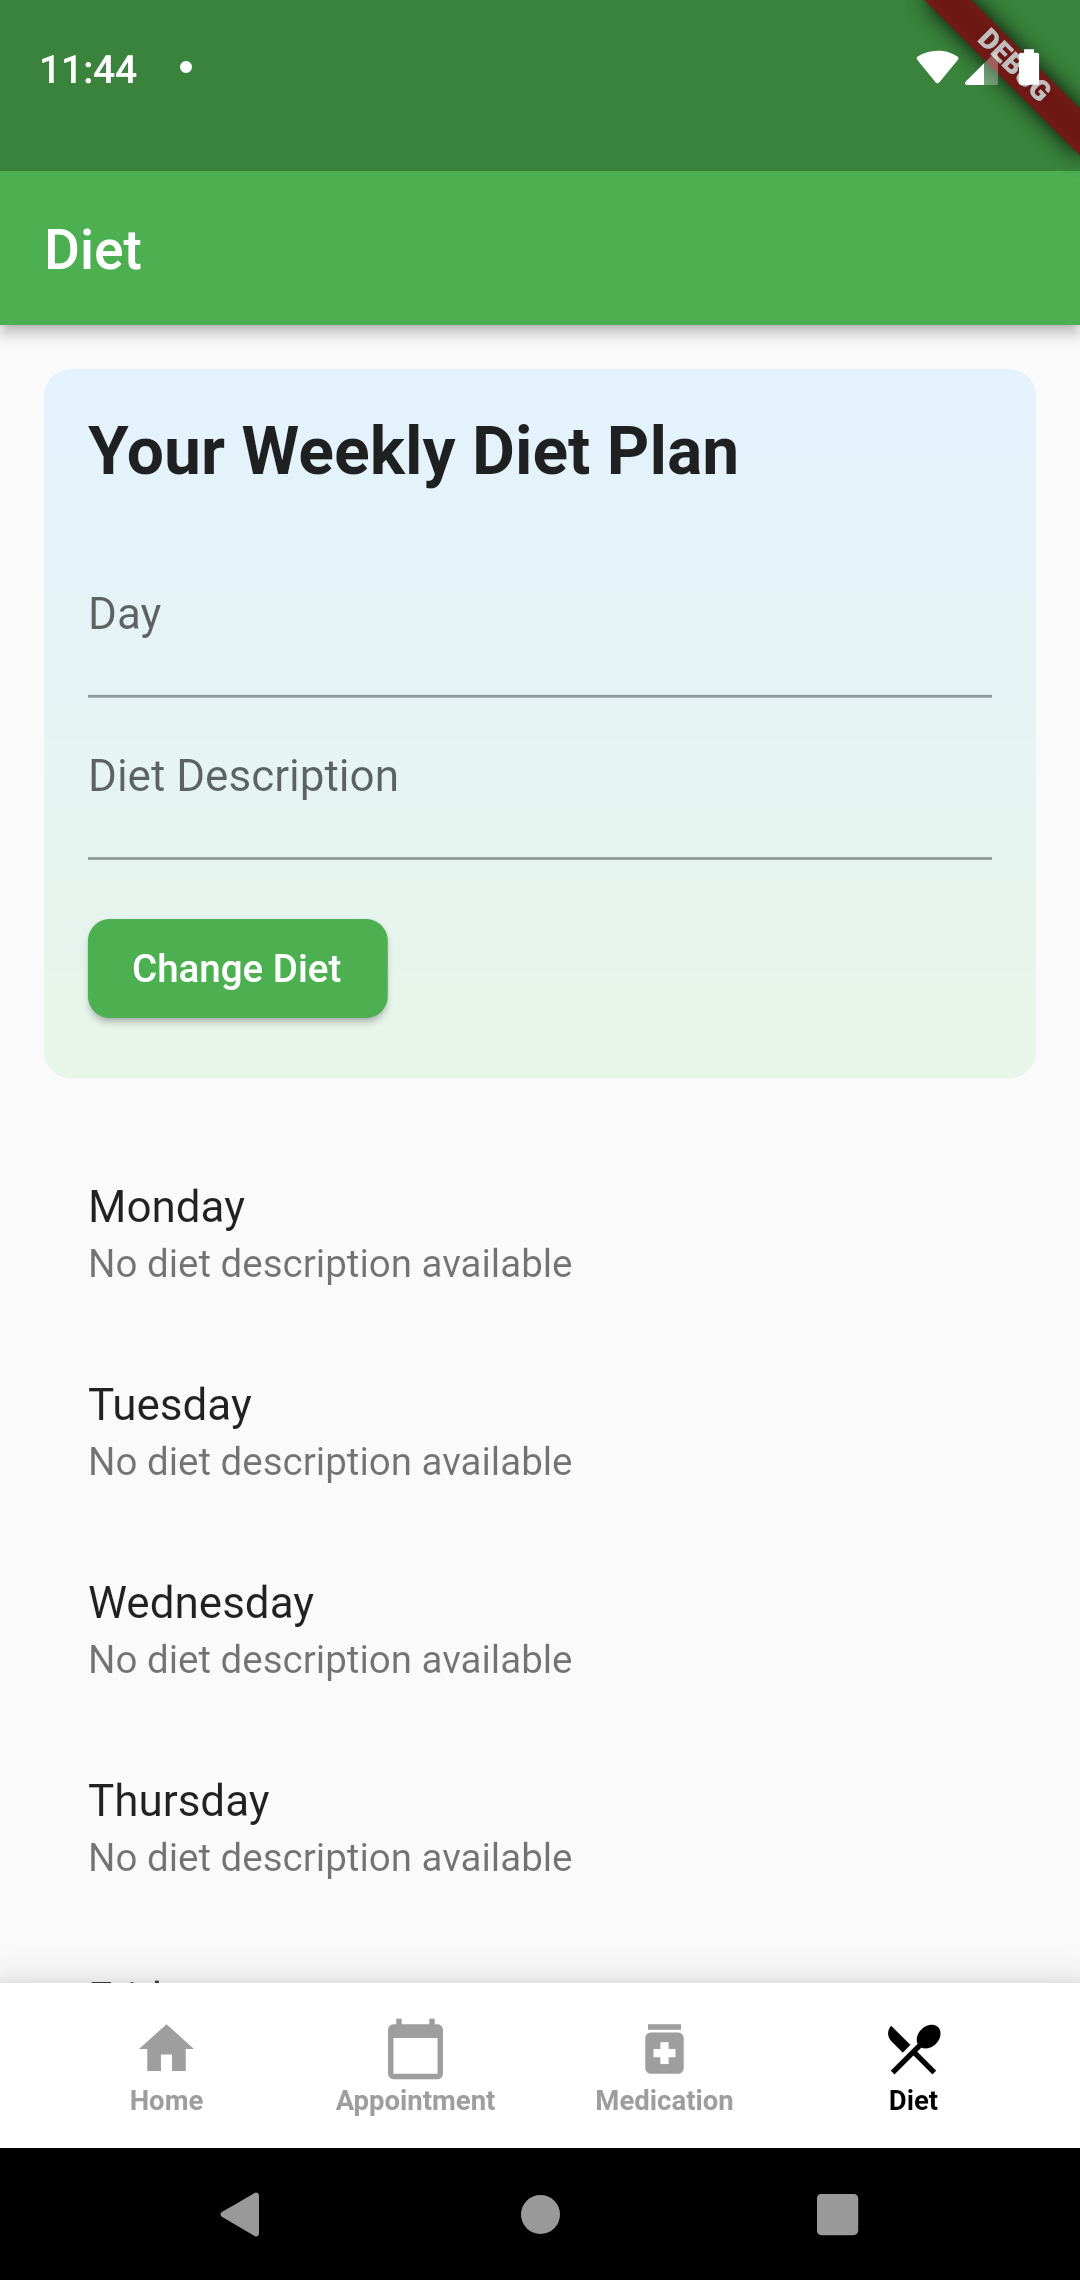 11:44
DEBUG
Diet
Your Weekly Diet Plan
Day
Diet Description
Change Diet
Monday
No diet description available
Tuesday
No diet description available
Wednesday
No diet description available
Thursday
No diet description available
Home
Appointment
Medication
Diet